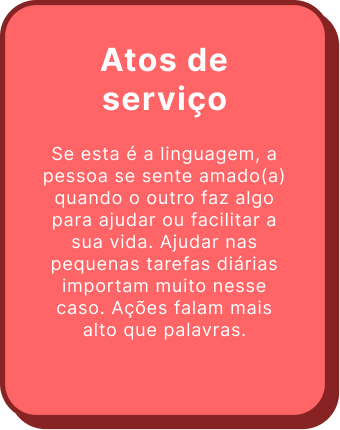 Atos de
serviço
Se esta é a linguagem, a
pessoa se sente amado(a)
quando o outro faz algo
para ajudar ou facilitar a
sua vida. Ajudar nas
pequenas tarefas diárias
importam muito nesse
caso. Ações falam mais
alto que palavras.